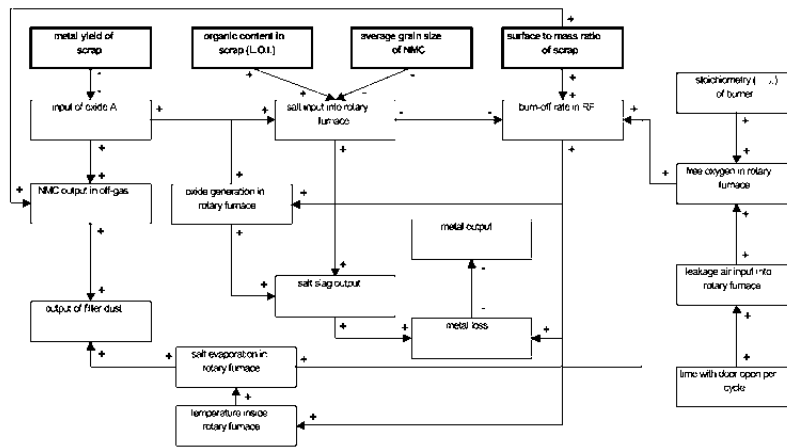 metal yield of
scrap
organic content in
scrap (L.O.I.)
average grain size
of NMC
surface to mass ratio
of scrap
stoichiometry (
of burner
input of oxide A
salt input into rotary
furnace
burn-off rate in RF
NMC output in off-gas
oxide generation in
rotary furnace
free oxygen in rotary
furnace
metal output
leakage air input into
rotary furnace
salt slag output
output of filter dust
metal loss
salt evaporation in
rotary furnace
time with door open per
cycle
temperature inside
rotary furnace